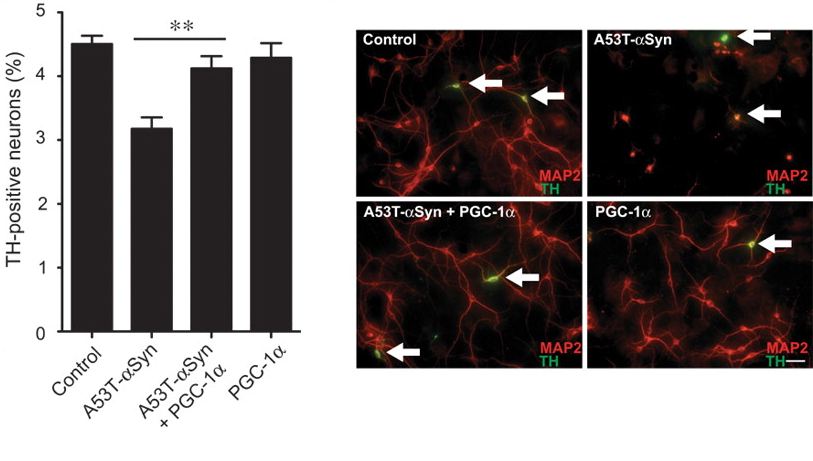 TH-positive neurons (%)
5
4
3
2
1
0
**
Control
A53T-αSyn
A53T-αSyn
+ PGC-1α
PGC-1α
Control
MAP2
TH
A53T-αSyn
MAP2
TH
A53T-αSyn + PGC-1α
MAP2
TH
PGC-1α
MAP2
TH